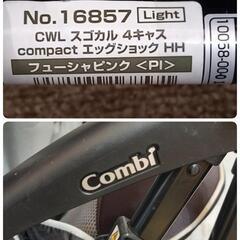 No.16857 Light
CWL スゴカル 4キャス
compact エッグショック HH
フューシャピンク <PI>
Combi